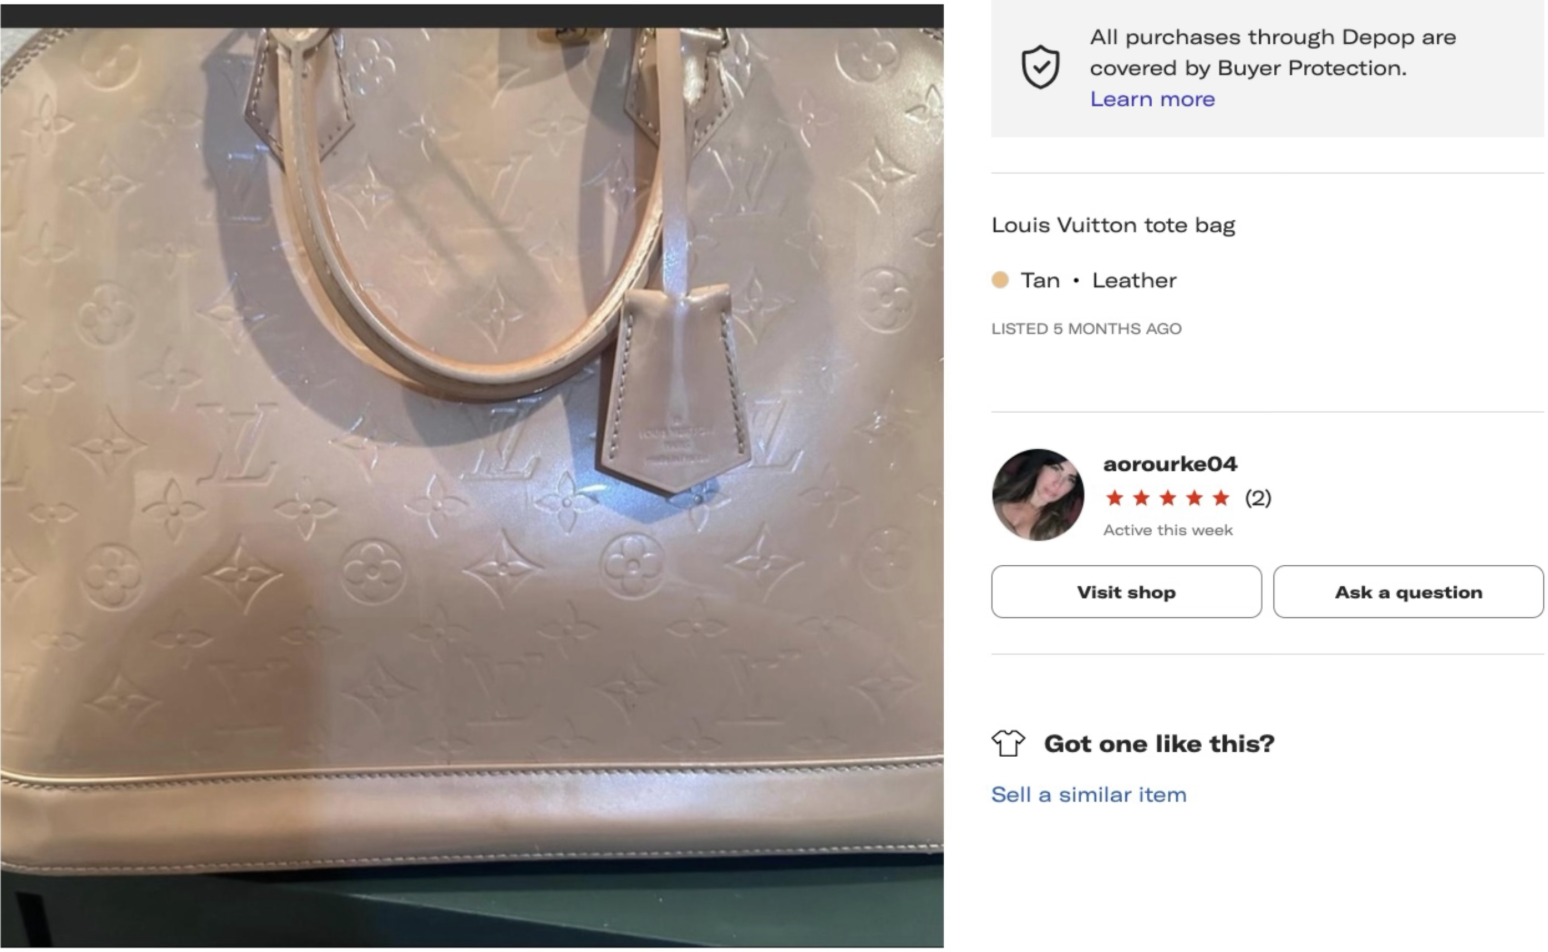 All purchases through Depop are
covered by Buyer Protection.
Learn more
Louis Vuitton tote bag
Tan • Leather
LISTED 5 MONTHS AGO
aorourke04
(2)
Active this week
Visit shop
Ask a question
Got one like this?
Sell a similar item